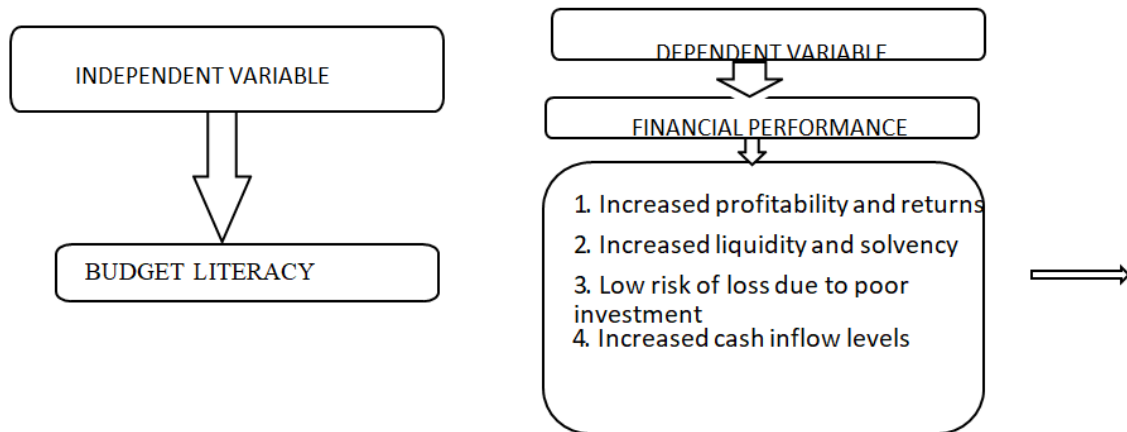 INDEPENDENT VARIABLE
BUDGET LITERACY
DEPENDENT VARIABLE
FINANCIAL PERFORMANCE
1. Increased profitability and returns
2. Increased liquidity and solvency
3. Low risk of loss due to poor
investment
4. Increased cash inflow levels